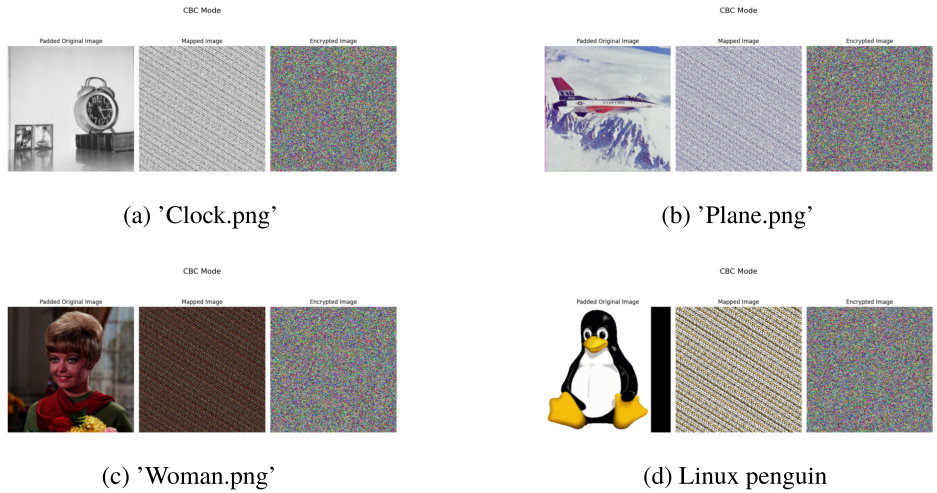 CBC Mode
Padded Original Image Mapped Image Encrypted Image
(a) 'Clock.png'
CBC Mode
Padded Original Image Mapped Image Encrypted Image
(b) 'Plane.png'
CBC Mode
Padded Original Image Mapped Image Encrypted Image
(c) 'Woman.png'
CBC Mode
Padded Original Image Mapped Image Encrypted Image
(d) Linux penguin